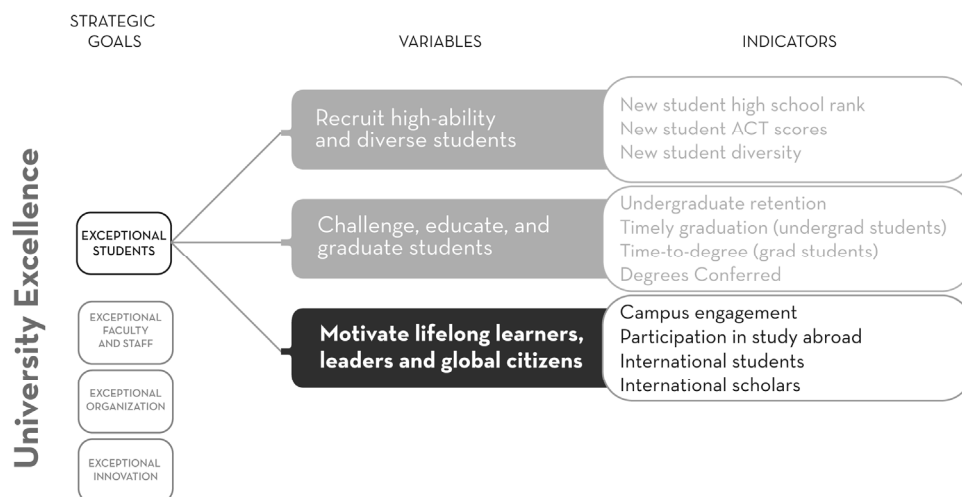 STRATEGIC
GOALS
VARIABLES
INDICATORS
University Excellence
EXCEPTIONAL
STUDENTS
EXCEPTIONAL
FACULTY
AND STAFF
EXCEPTIONAL
ORGANIZATION
EXCEPTIONAL
INNOVATION
Recruit high-ability
and diverse students
New student high school rank
New student ACT scores
New student diversity
Challenge, educate, and
graduate students
Undergraduate retention
Timely graduation (undergrad students)
Time-to-degree (grad students)
Degrees Conferred
Motivate lifelong learners,
leaders and global citizens
Campus engagement
Participation in study abroad
International students
International scholars